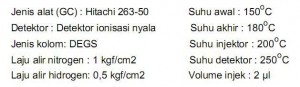 Jenis alat (GC) : Hitachi 263-50
Detektor : Detektor ionisasi nyala
Jenis kolom: DEGS
Laju alir nitrogen : 1 kgf/cm2
Laju alir hidrogen: 0,5 kgf/cm2
Suhu awal : 150°C
Suhu akhir : 180°C
Suhu injektor : 200°C
Suhu detektor : 250°C
Volume injek : 2 µl